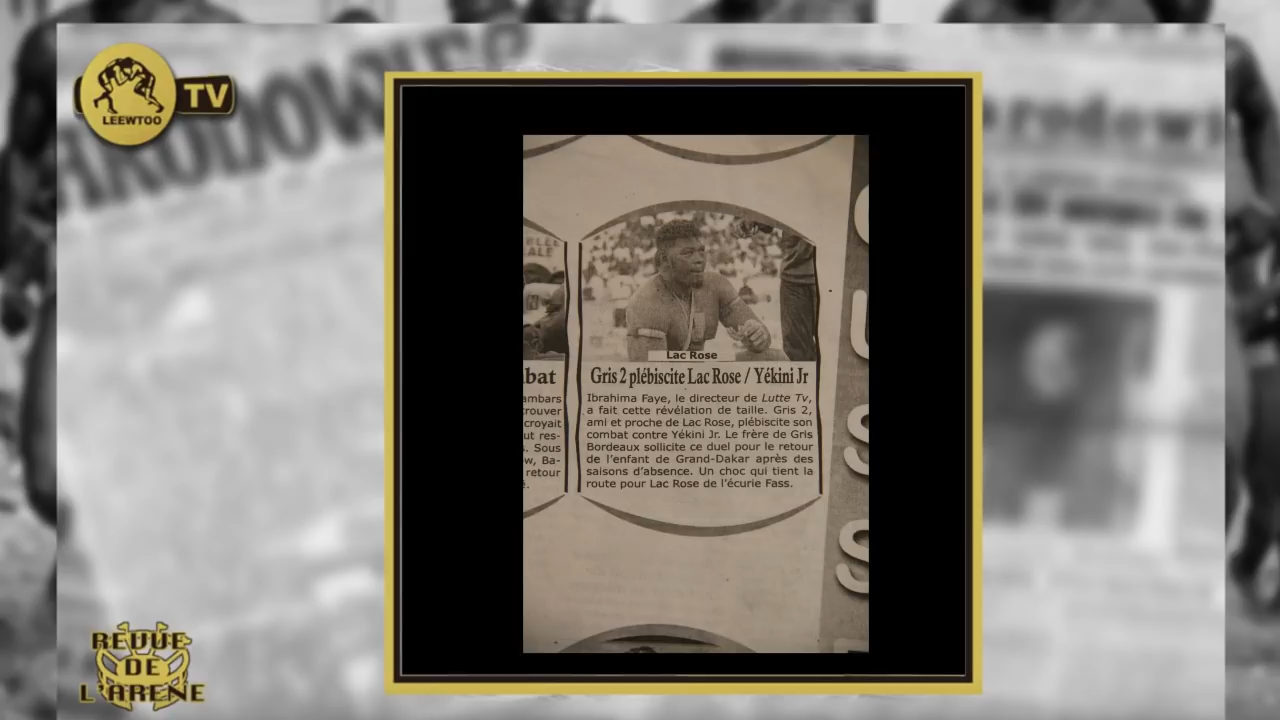 LEEWTOO
TV
REVUE
DE
L'ARENE
Lac Rose
Gris 2 plébiscite Lac Rose / Yékini Jr
Ibrahima Faye, le directeur de Lutte Tv,
a fait cette révélation de taille. Gris 2,
ami et proche de Lac Rose, plébiscite son
combat contre Yékini Jr. Le frère de Gris
Bordeaux sollicite ce duel pour le retour
de l'enfant de Grand-Dakar après des
saisons d'absence. Un choc qui tient la
route pour Lac Rose de l'écurie Fass.
bat
ambars
rouver
croyait
ut res-
s. Sous
w, Ba-
retour
U
S
S